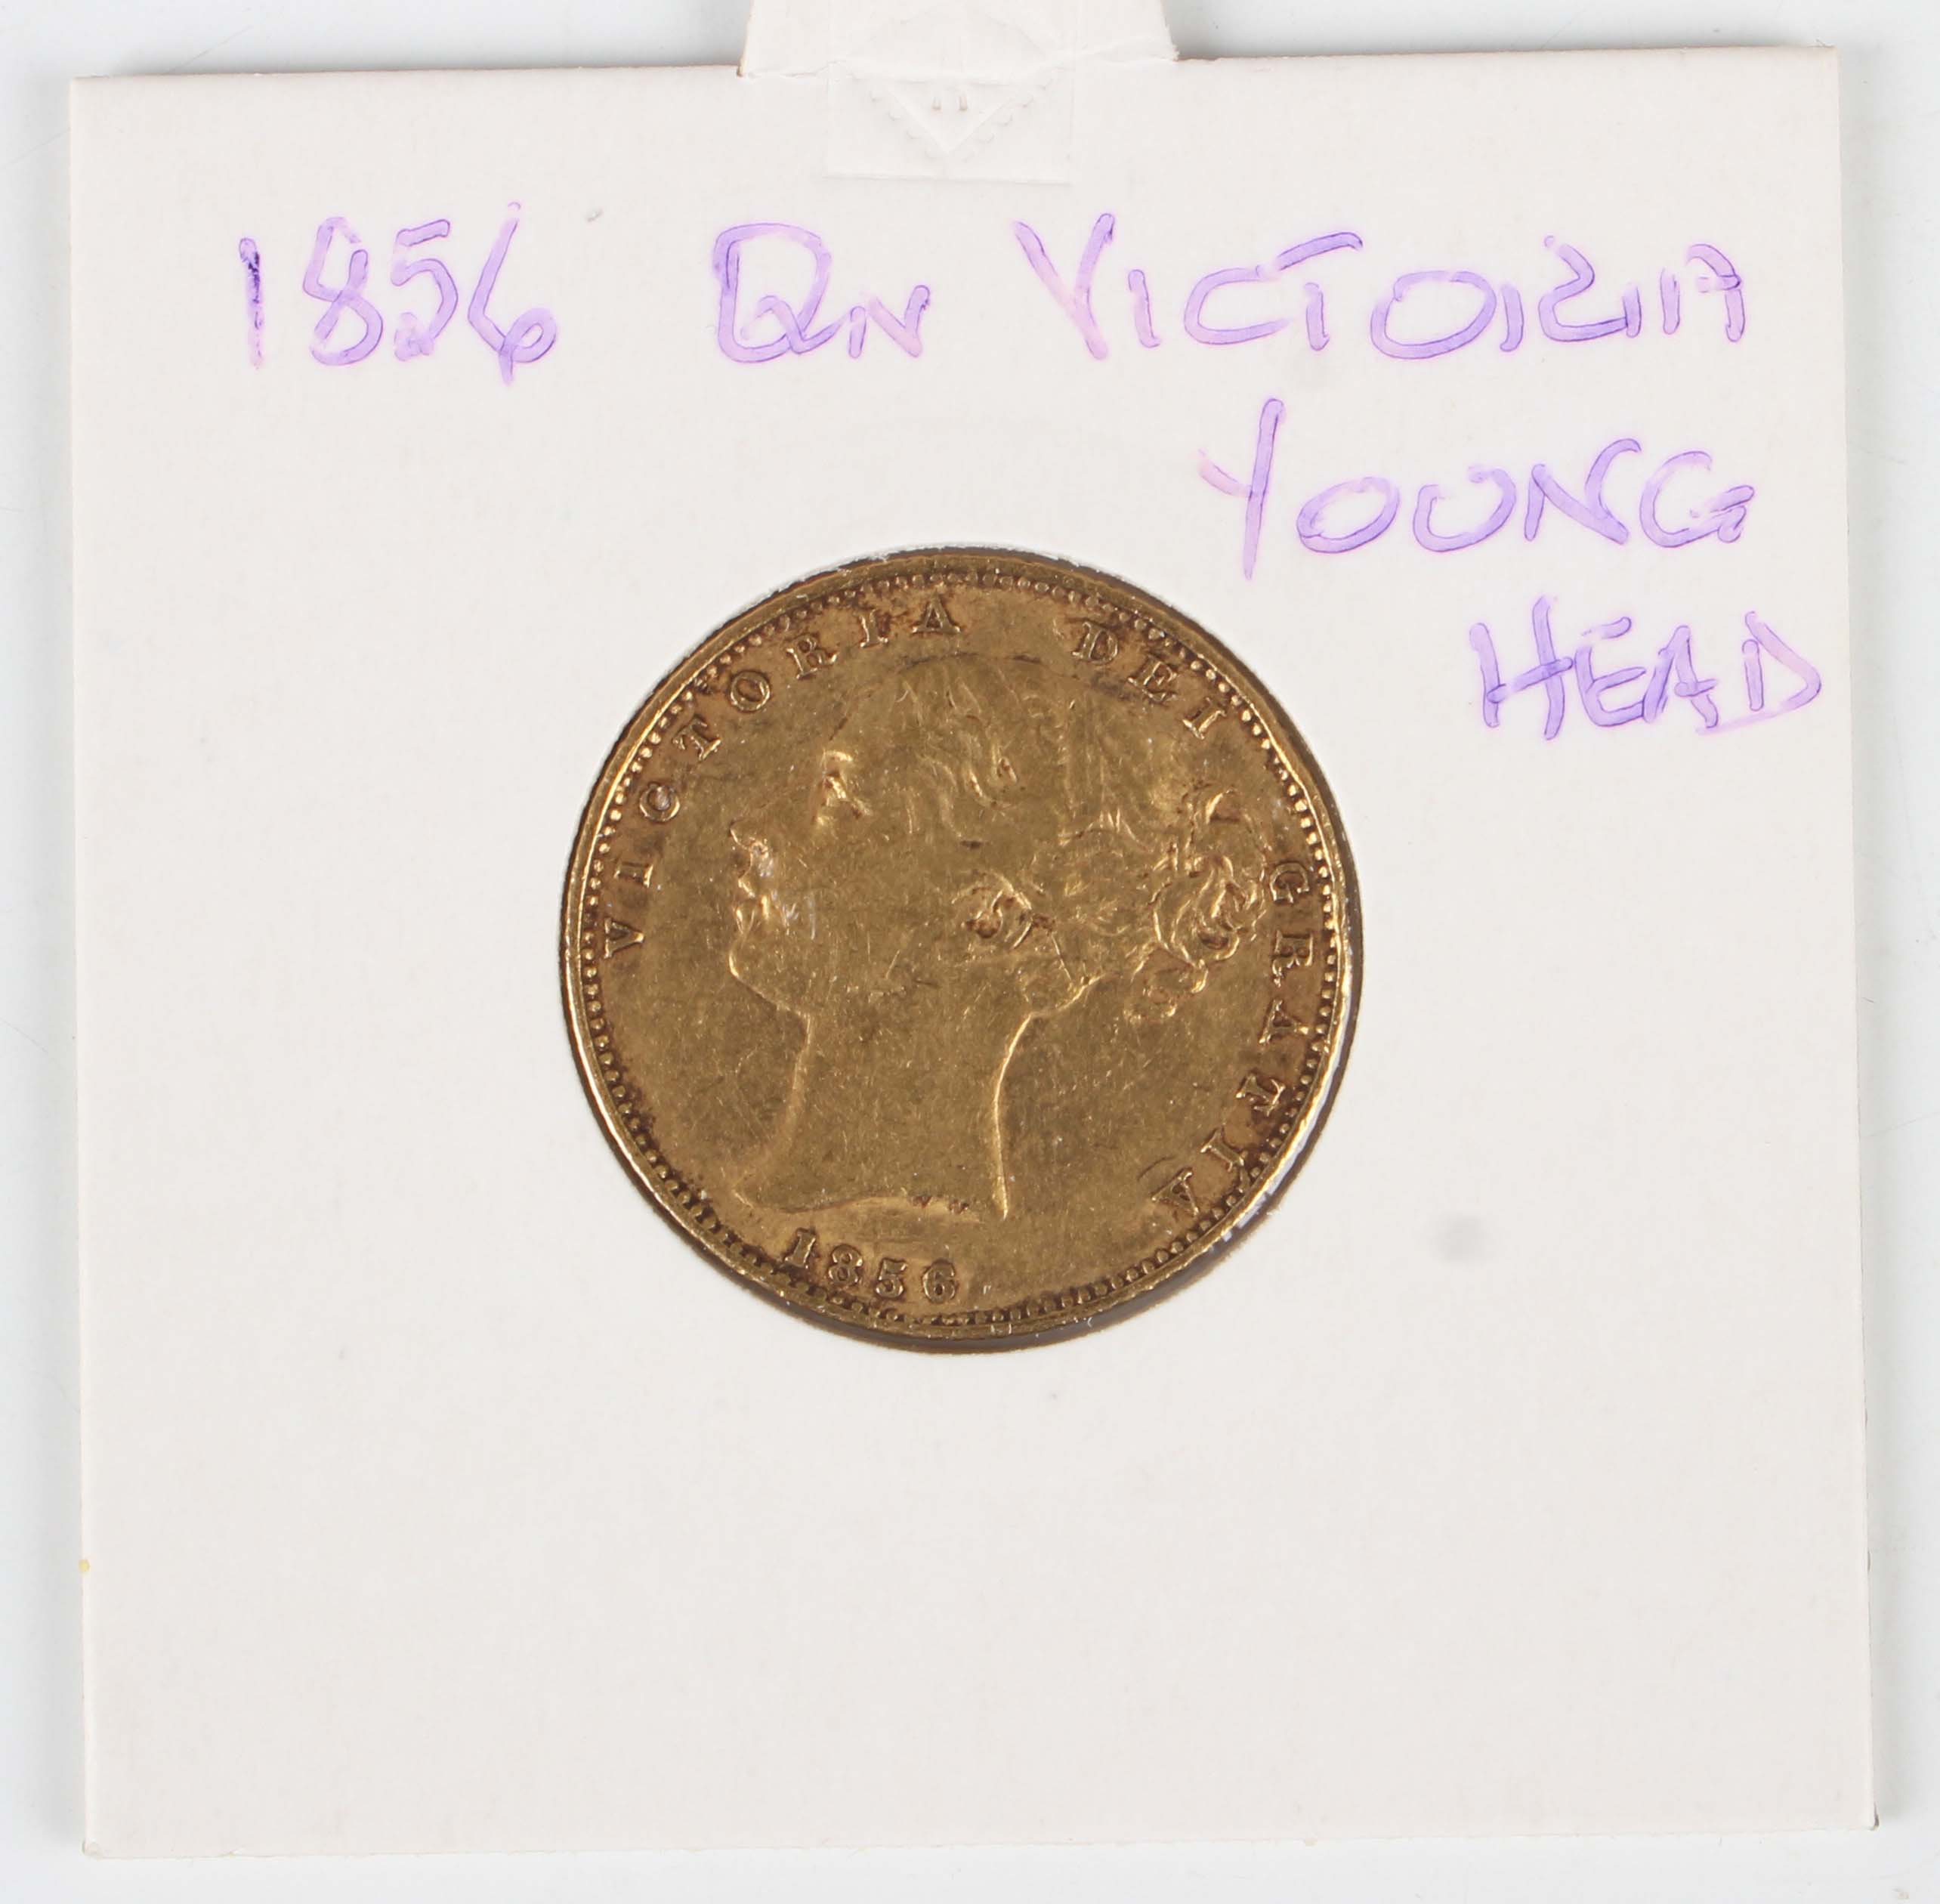 1856 QN VICTORIA
YOUNG
HEAD
VICTORIA DEI GRATIA
1856